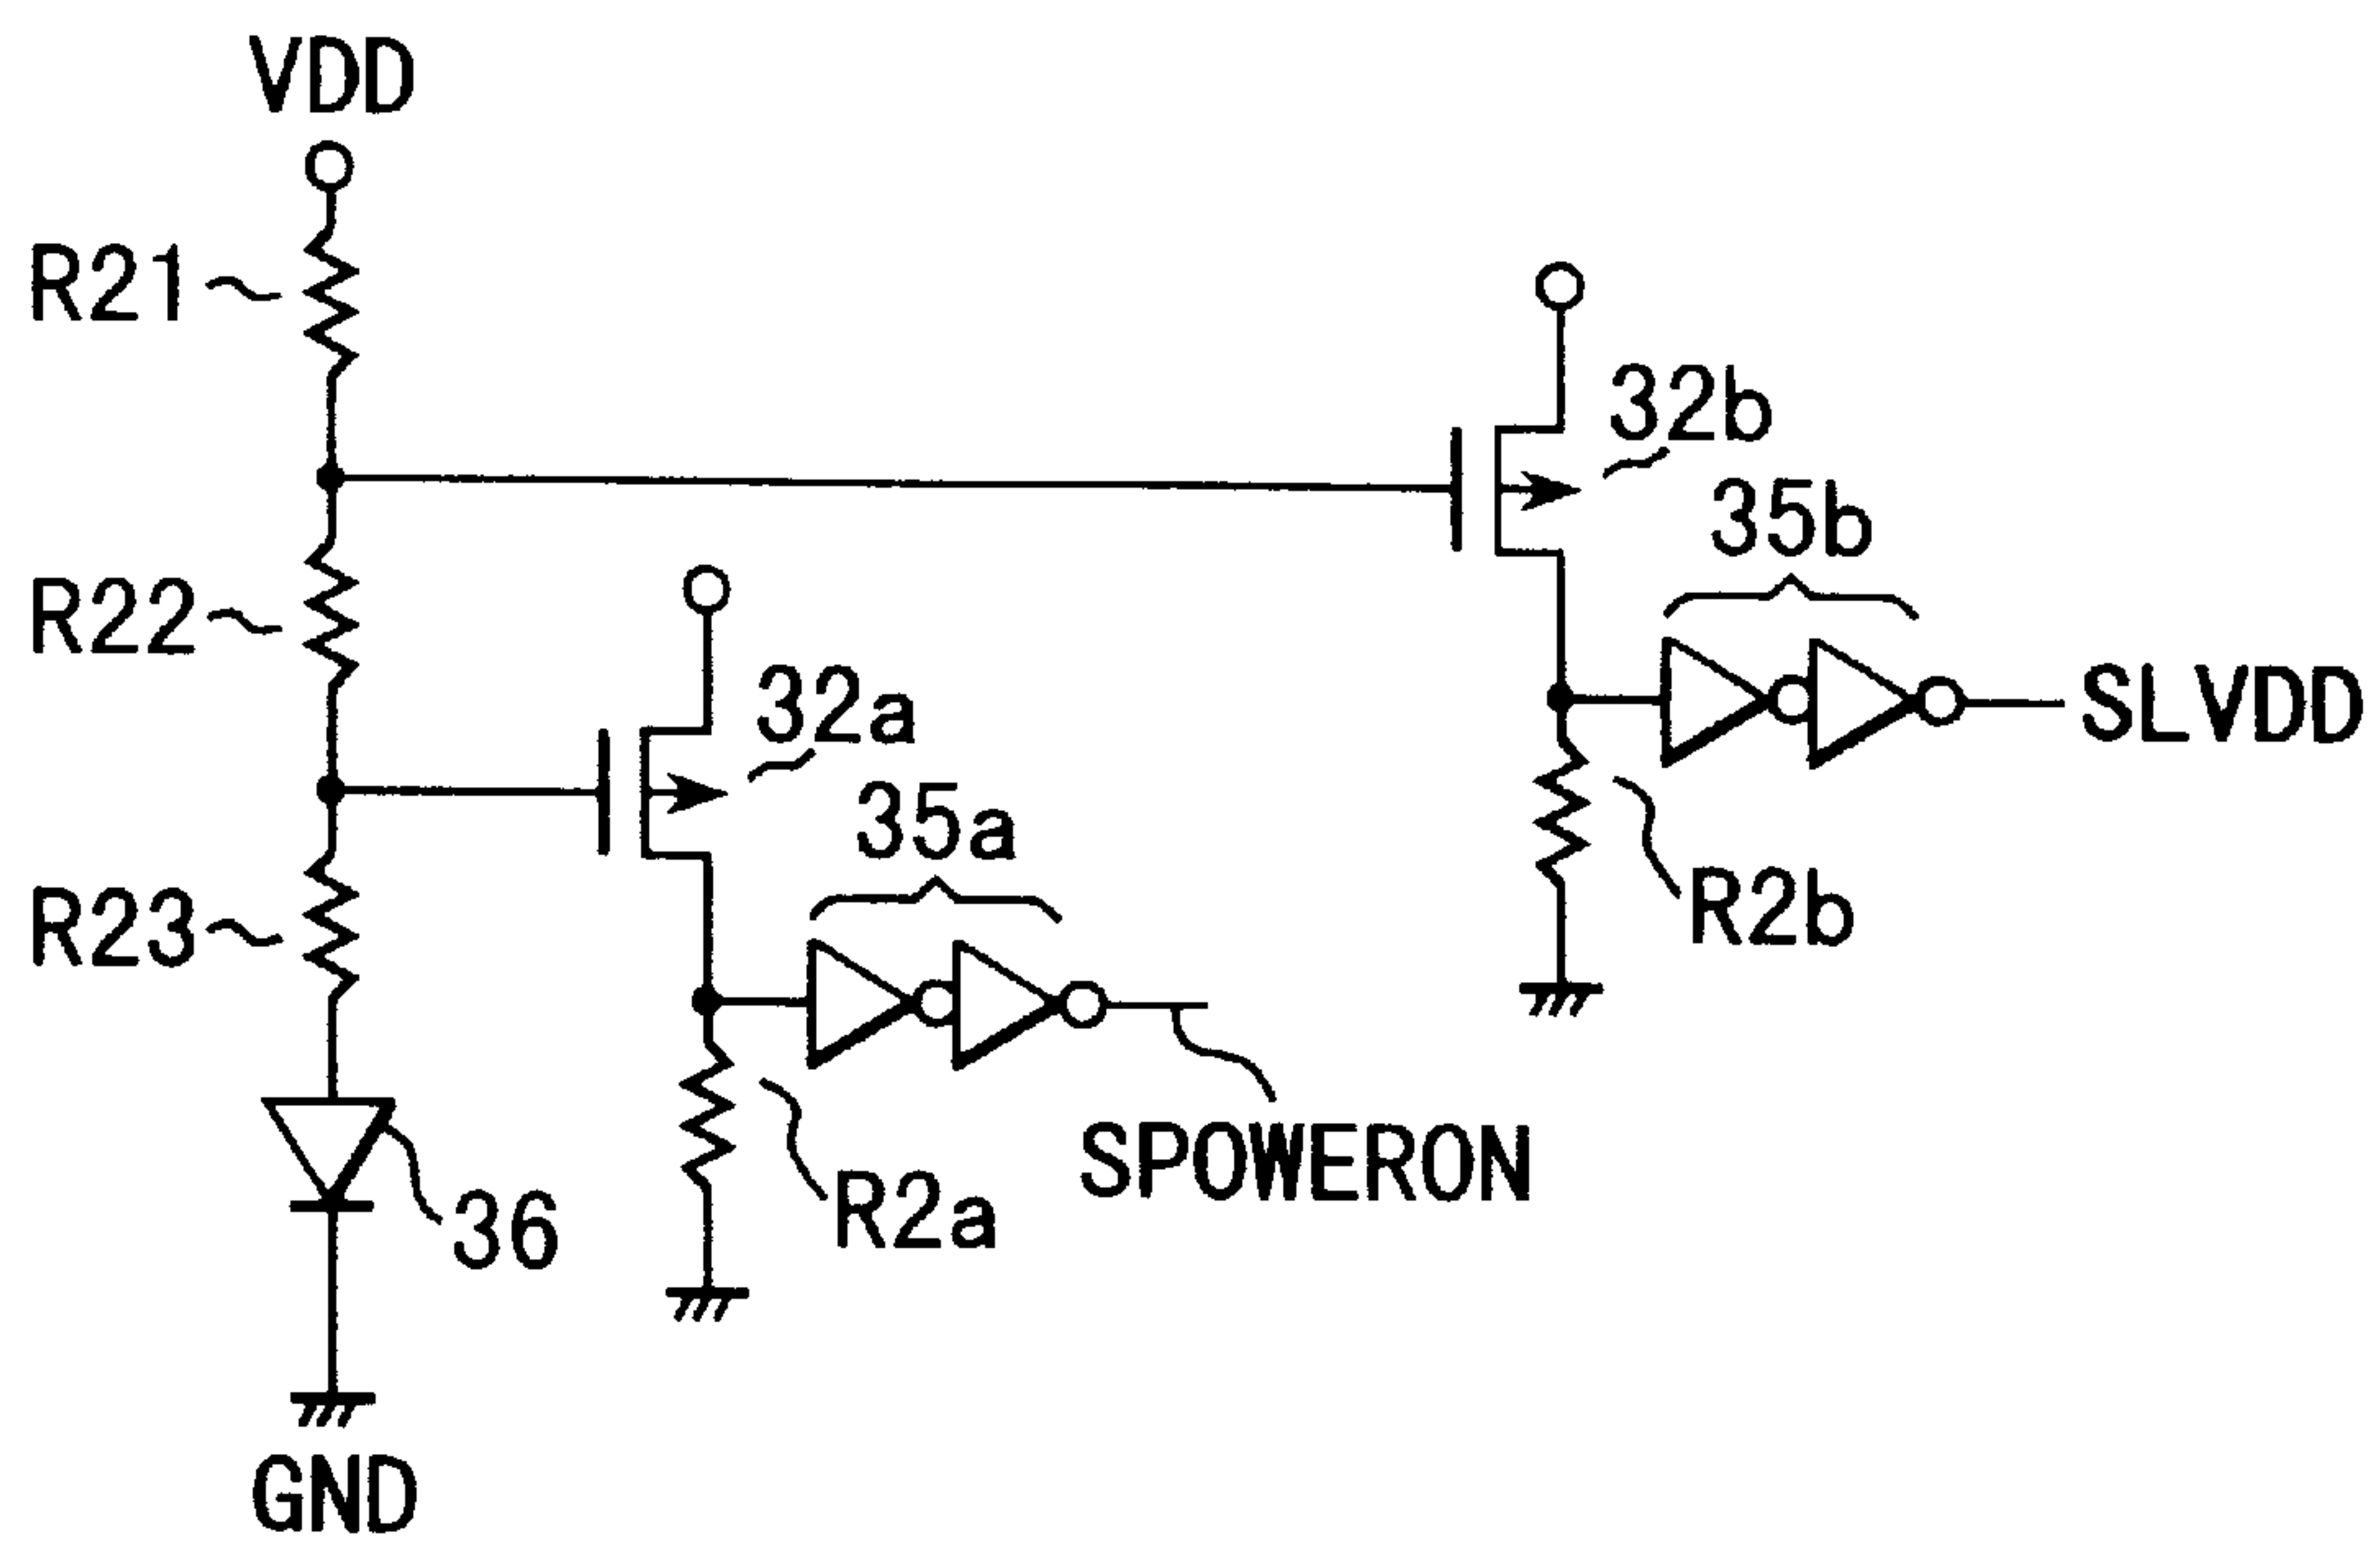 VDD
R21
32b
35b
R22
32a
SLVDD
35a
R23
R2b
SPOWERON
R2a
36
GND